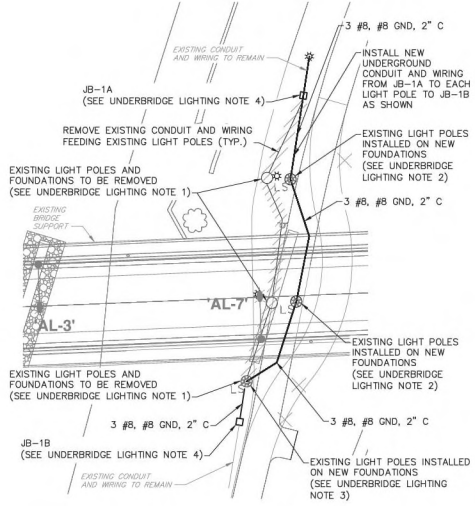 3 #8, #8 GND, 2" C
EXISTING CONDUIT
AND WIRING TO REMAIN
INSTALL NEW
UNDERGROUND
CONDUIT AND WIRING
FROM JB-1A TO EACH
LIGHT POLE TO JB-1B
AS SHOWN
JB-1A
(SEE UNDERBRIDGE LIGHTING NOTE 4)
REMOVE EXISTING CONDUIT AND WIRING
FEEDING EXISTING LIGHT POLES (TYP.)
EXISTING LIGHT POLES
INSTALLED ON NEW
FOUNDATIONS
(SEE UNDERBRIDGE
LIGHTING NOTE 2)
EXISTING LIGHT POLES AND
FOUNDATIONS TO BE REMOVED
(SEE UNDERBRIDGE LIGHTING NOTE 1)
LS
3 #8, #8 GND, 2" C
EXISTING
BRIDGE
SUPPORT
'AL-7'
LS
AL-3'
EXISTING LIGHT POLES
INSTALLED ON NEW
FOUNDATIONS
(SEE UNDERBRIDGE
LIGHTING NOTE 2)
EXISTING LIGHT POLES AND
FOUNDATIONS TO BE REMOVED
(SEE UNDERBRIDGE LIGHTING NOTE 1)
LS
3 #8, #8 GND, 2" C
3 #8, #8 GND, 2" C
JB-1B
(SEE UNDERBRIDGE LIGHTING NOTE 4)
EXISTING LIGHT POLES INSTALLED
ON NEW FOUNDATIONS
(SEE UNDERBRIDGE LIGHTING
NOTE 3)
EXISTING CONDUIT
AND WIRING TO REMAIN